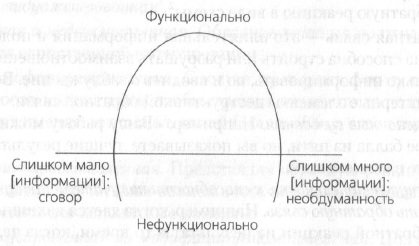 Функционально
Слишком мало
[информации]:
сговор
Слишком много
[информации]:
необдуманность
Нефункционально